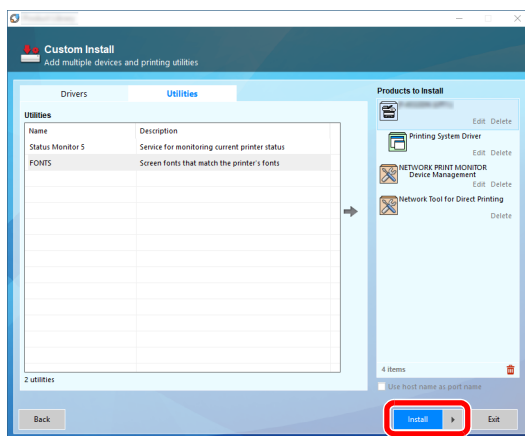 Custom Install
Add multiple devices and printing utilities
Drivers
Utilities
Products to Install
Utilities
Name
Description
Status Monitor 5
Service for monitoring current printer status
FONTS
Screen fonts that match the printer's fonts
Edit Delete
Printing System Driver
Edit Delete
NETWORK PRINT MONITOR
Device Management
Edit Delete
Network Tool for Direct Printing
Delete
4 items
2 utilities
Use host name as port name
Back
Install
Exit